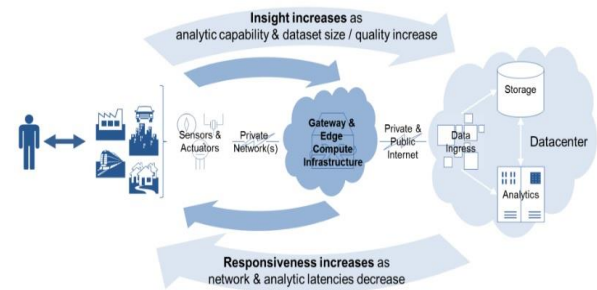 Insight increases as
analytic capability & dataset size / quality increase
Sensors &
Actuators
Private
Network(s)
Gateway &
Edge
Compute
Infrastructure
Private &
Public
Internet
Data
Ingress
Storage
Datacenter
Analytics
Responsiveness increases as
network & analytic latencies decrease